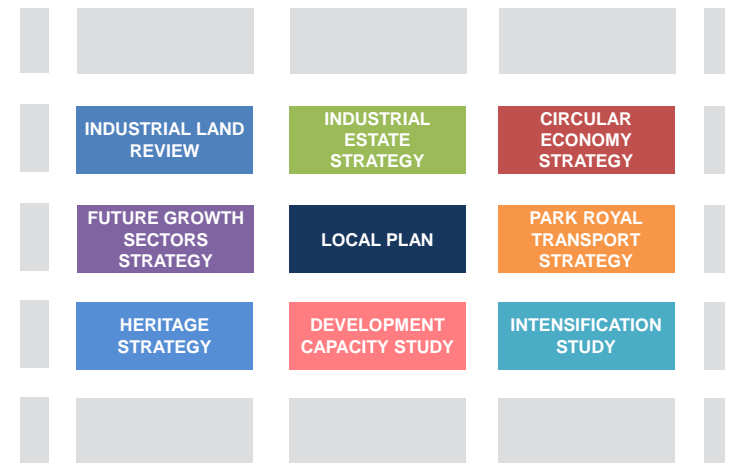 INDUSTRIAL LAND
REVIEW
INDUSTRIAL
ESTATE
STRATEGY
CIRCULAR
ECONOMY
STRATEGY
FUTURE GROWTH
SECTORS
STRATEGY
LOCAL PLAN
PARK ROYAL
TRANSPORT
STRATEGY
HERITAGE
STRATEGY
DEVELOPMENT
CAPACITY STUDY
INTENSIFICATION
STUDY